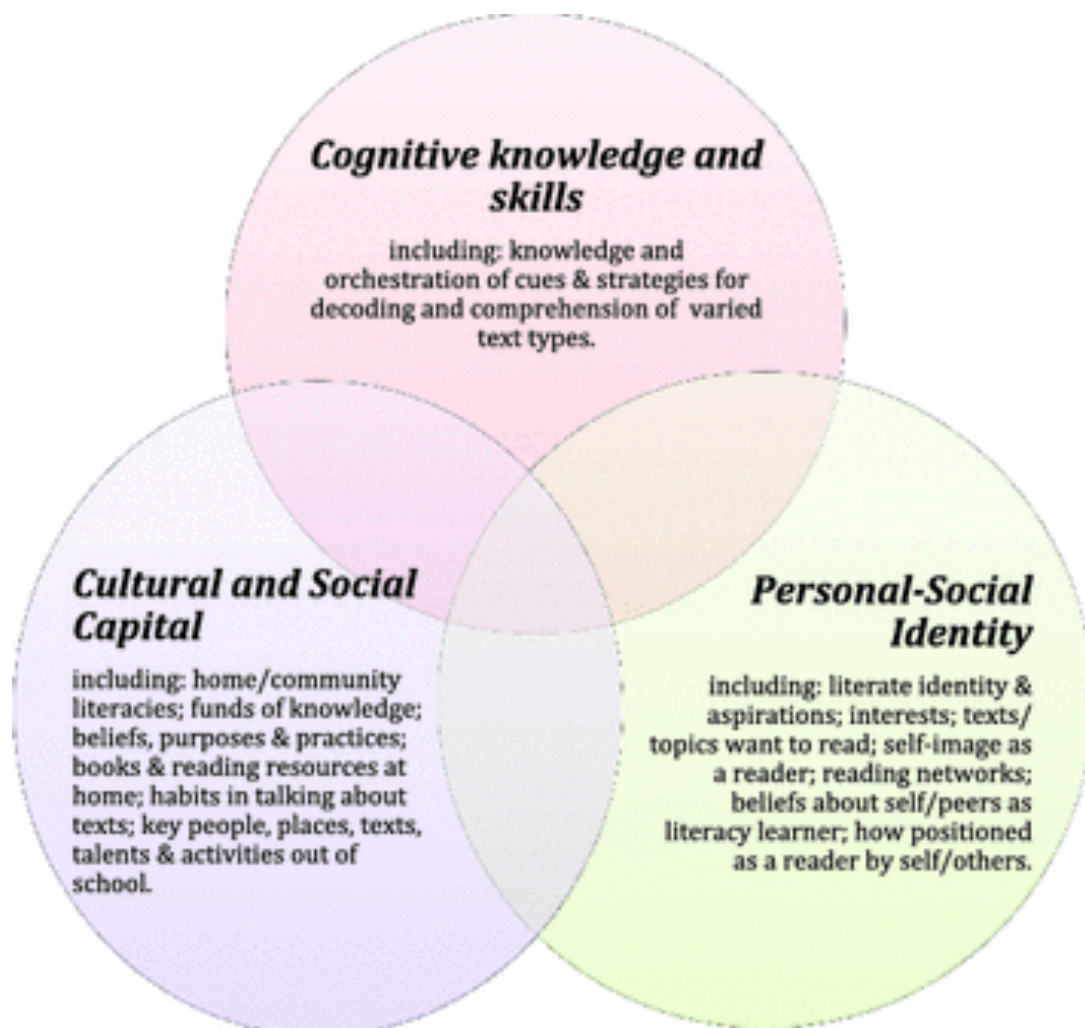 Cognitive knowledge and
skills
including: knowledge and
orchestration of cues & strategies for
decoding and comprehension of varied
text types.
Cultural and Social
Capital
including: home/community
literacies; funds of knowledge;
beliefs, purposes & practices;
books & reading resources at
home; habits in talking about
texts; key people, places, texts,
talents & activities out of
school.
Personal-Social
Identity
including: literate identity &
aspirations; interests; texts/
topics want to read; self-image as
a reader; reading networks;
beliefs about self/peers as
literacy learner; how positioned
as a reader by self/others.